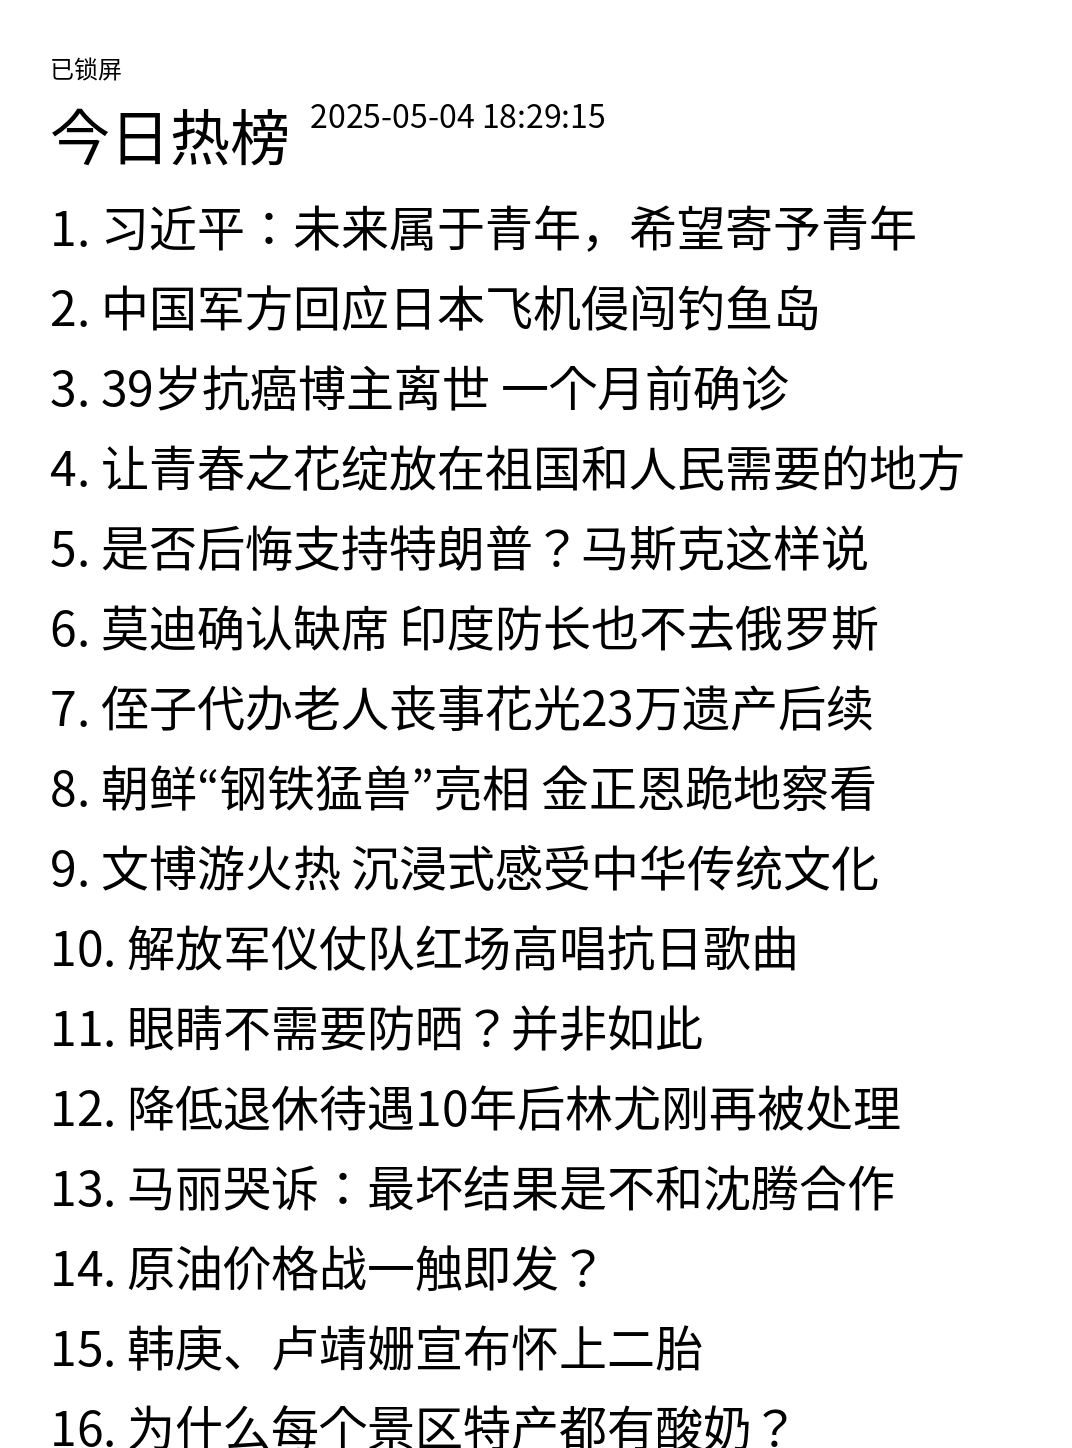 已锁屏
今日热榜 2025-05-04 18:29:15
1. 习近平：未来属于青年，希望寄予青年
2. 中国军方回应日本飞机侵闯钓鱼岛
3. 39岁抗癌博主离世 一个月前确诊
4. 让青春之花绽放在祖国和人民需要的地方
5. 是否后悔支持特朗普？马斯克这样说
6. 莫迪确认缺席 印度防长也不去俄罗斯
7. 侄子代办老人丧事花光23万遗产后续
8. 朝鲜“钢铁猛兽”亮相 金正恩跪地察看
9. 文博游火热 沉浸式感受中华传统文化
10. 解放军仪仗队红场高唱抗日歌曲
11. 眼睛不需要防晒？并非如此
12. 降低退休待遇10年后林尤刚再被处理
13. 马丽哭诉：最坏结果是不和沈腾合作
14. 原油价格战一触即发？
15. 韩庚、卢靖姗宣布怀上二胎
16. 为什么每个景区特产都有酸奶？